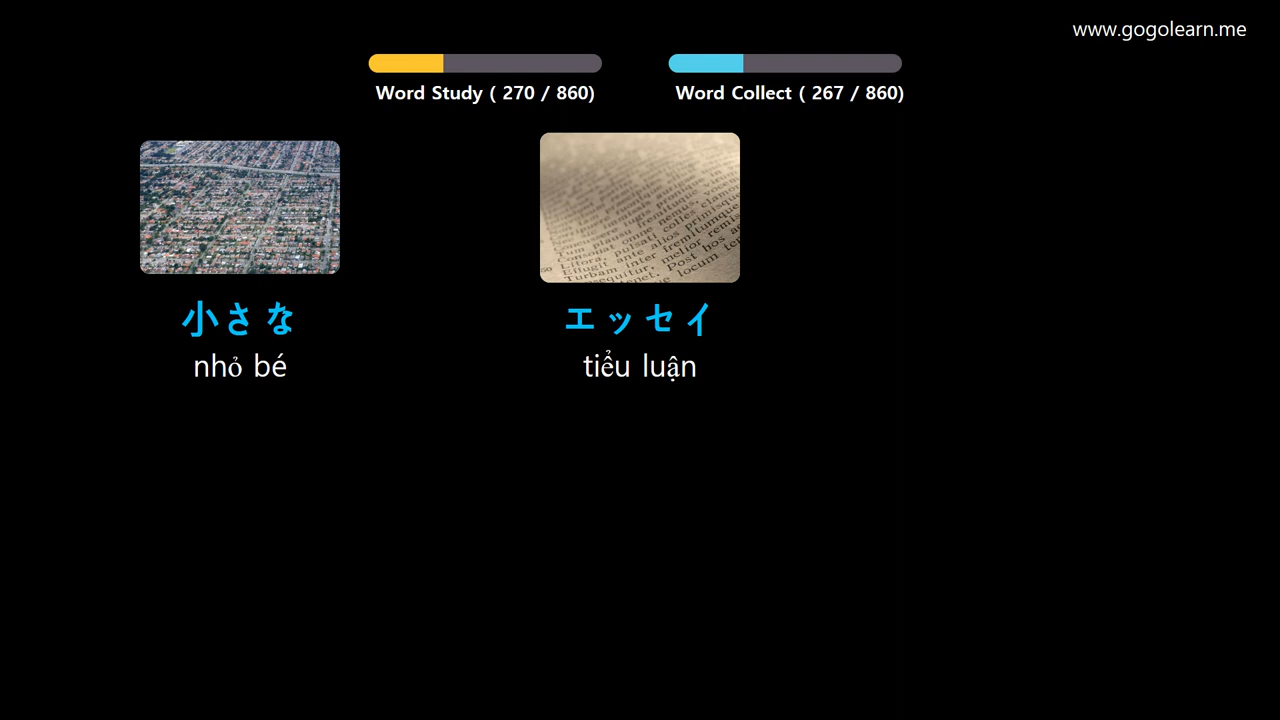 www.gogolearn.me
Word Study ( 270 / 860)
Word Collect ( 267 / 860)
小さな
nhỏ bé
エッセイ
tiểu luận